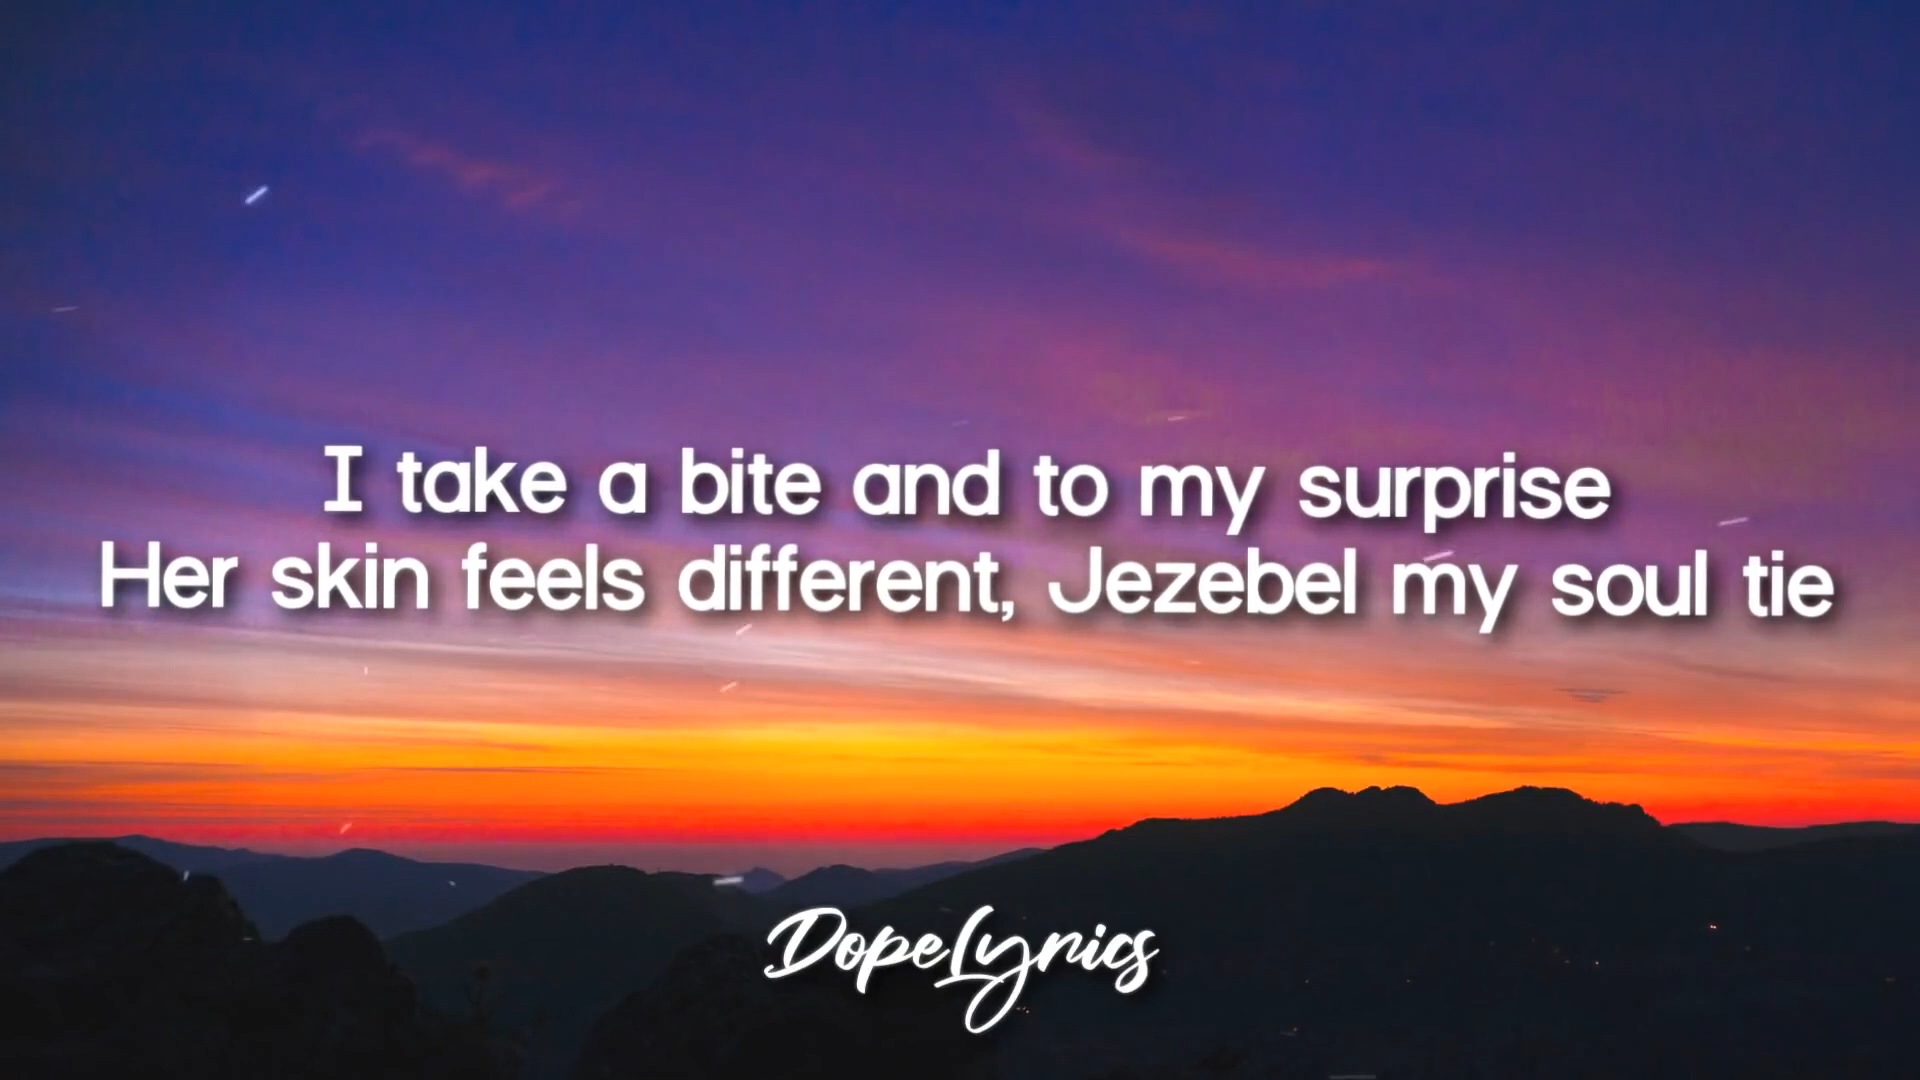 I take a bite and to my surprise
Her skin feels different, Jezebel my soul tie
DopeLyrics